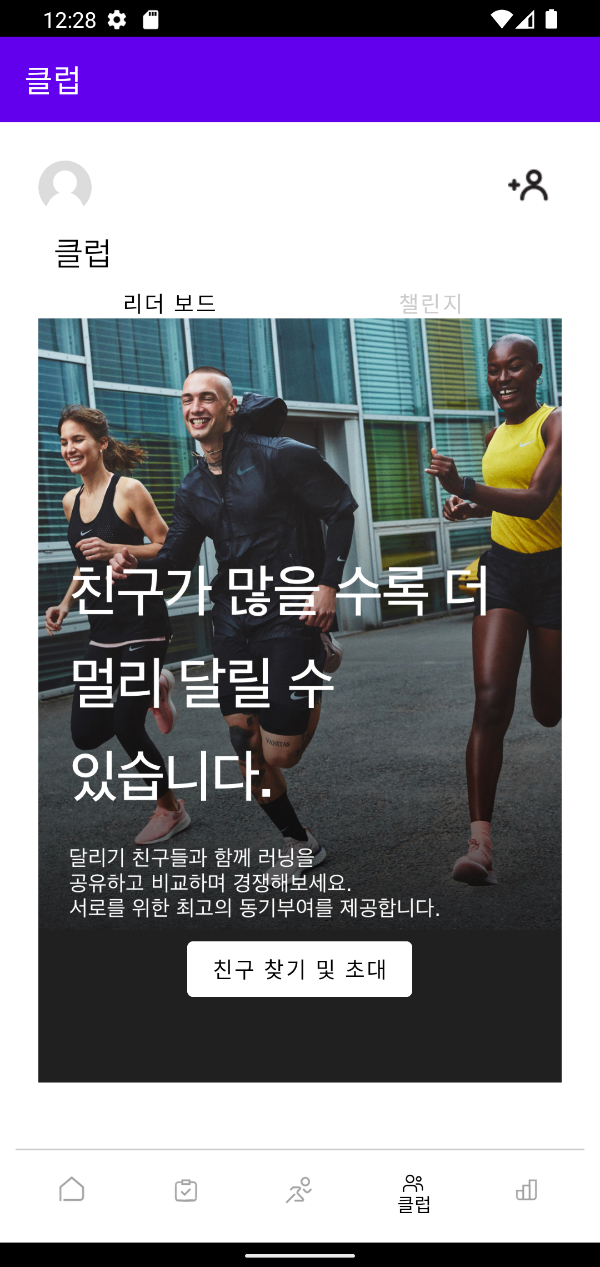 12:28
클럽
클럽
리더 보드
챌린지
친구가 많을 수록 더
멀리 달릴 수
있습니다.
달리기 친구들과 함께 러닝을
공유하고 비교하며 경쟁해보세요.
서로를 위한 최고의 동기부여를 제공합니다.
친구 찾기 및 초대
클럽